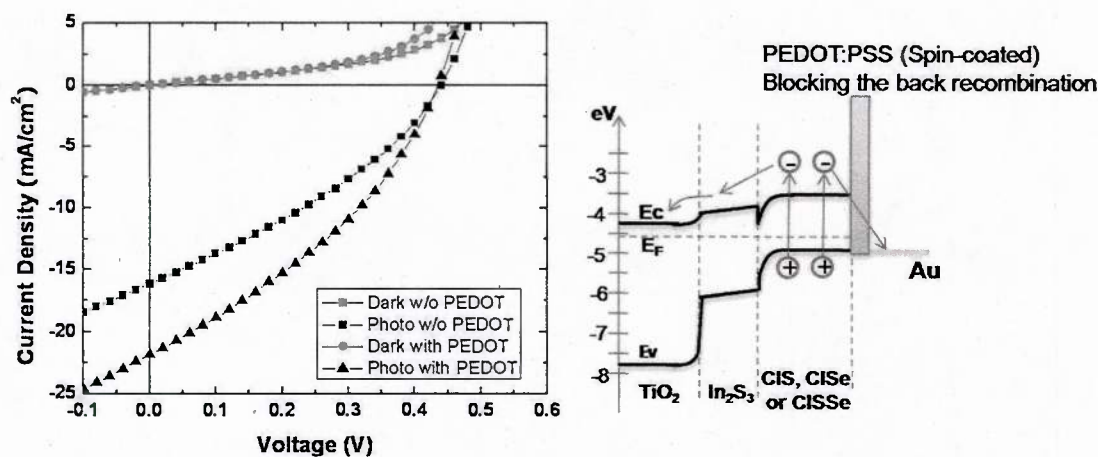 5
0
-5
-10
-15
-20
-25
Current Density (mA/cm²)
Dark w/o PEDOT
Photo w/o PEDOT
Dark with PEDOT
Photo with PEDOT
-0.1 0.0 0.1 0.2 0.3 0.4 0.5 0.6
Voltage (V)
PEDOT:PSS (Spin-coated)
Blocking the back recombination
eV
-3
-4
-5
-6
-7
-8
Ec
E_F
Ev
− −
+ +
Au
TiO₂
In₂S₃
CIS, CISe
or CISSe